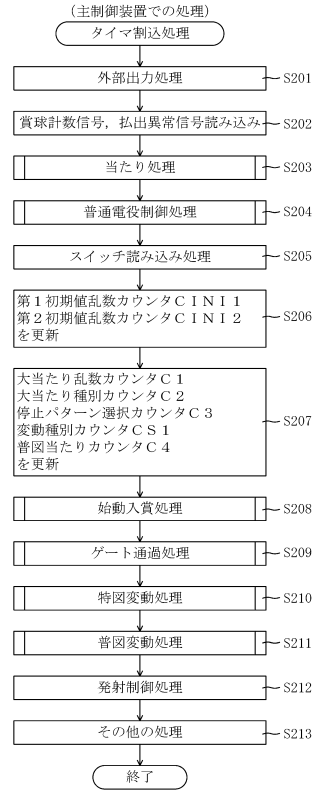 (主制御装置での処理)
タイマ割込処理
外部出力処理 S201
賞球計数信号，払出異常信号読み込み S202
当たり処理 S203
普通電役制御処理 S204
スイッチ読み込み処理 S205
第１初期値乱数カウンタＣＩＮＩ１
第２初期値乱数カウンタＣＩＮＩ２
を更新
S206
大当たり乱数カウンタＣ１
大当たり種別カウンタＣ２
停止パターン選択カウンタＣ３
変動種別カウンタＣＳ１
普図当たりカウンタＣ４
を更新
S207
始動入賞処理 S208
ゲート通過処理 S209
特図変動処理 S210
普図変動処理 S211
発射制御処理 S212
その他の処理 S213
終了